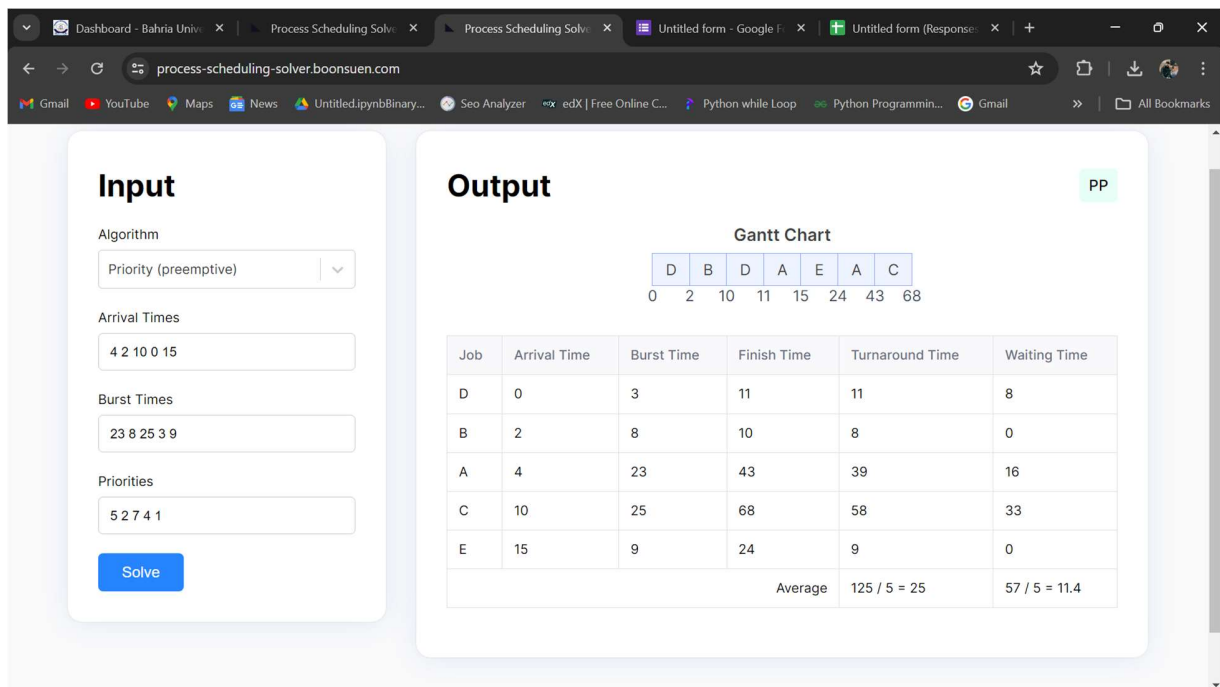 Dashboard - Bahria Unive
Process Scheduling Solve
Process Scheduling Solve
Untitled form - Google F
Untitled form (Responses
process-scheduling-solver.boonsuen.com
Gmail YouTube Maps GE News Untitled.ipynbBinary... Seo Analyzer edX edX | Free Online C... Python while Loop Python Programmin... Gmail » All Bookmarks
Input
Algorithm
Priority (preemptive)
Arrival Times
4 2 10 0 15
Burst Times
23 8 25 3 9
Priorities
5 2 7 4 1
Solve
Output
PP
Gantt Chart
D B D A E A C
0 2 10 11 15 24 43 68
Job Arrival Time Burst Time Finish Time Turnaround Time Waiting Time
D 0 3 11 11 8
B 2 8 10 8 0
A 4 23 43 39 16
C 10 25 68 58 33
E 15 9 24 9 0
Average 125 / 5 = 25 57 / 5 = 11.4